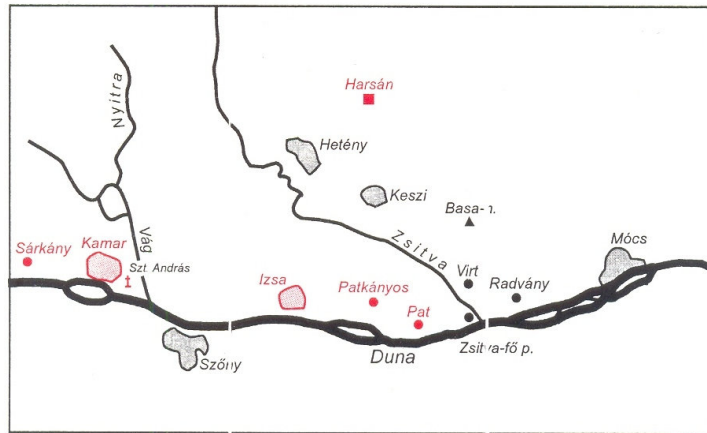 Harsán
Nyitra
Hetény
Keszi
Basa-h.
Zsitva
Mócs
Vág
Kamar
Sárkány
Szt. András
Izsa
Patkányos
Virt
Radvány
Pat
Zsitva-fő p.
Duna
Szőny